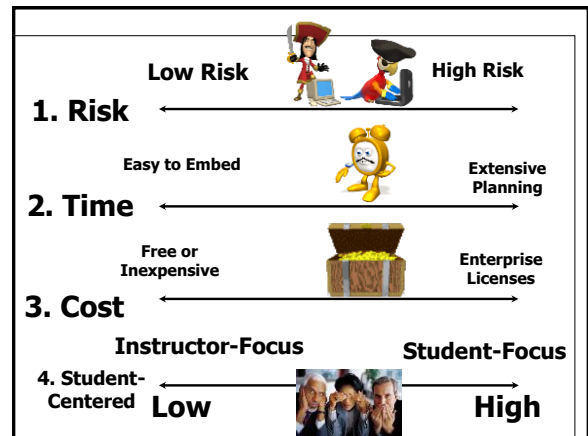 Low Risk
High Risk
1. Risk
Easy to Embed
Extensive
Planning
2. Time
Free or
Inexpensive
Enterprise
Licenses
3. Cost
Instructor-Focus
Student-Focus
4. Student-
Centered
Low
High